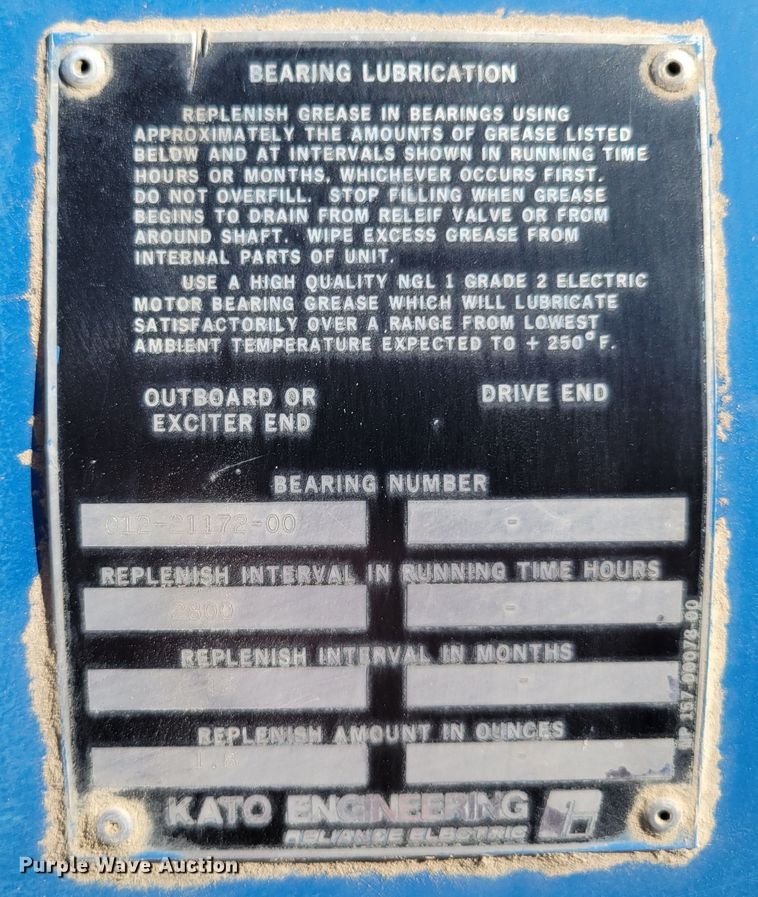 BEARING LUBRICATION
REPLENISH GREASE IN BEARINGS USING
APPROXIMATELY THE AMOUNTS OF GREASE LISTED
BELOW AND AT INTERVALS SHOWN IN RUNNING TIME
HOURS OR MONTHS, WHICHEVER OCCURS FIRST.
DO NOT OVERFILL. STOP FILLING WHEN GREASE
BEGINS TO DRAIN FROM RELEIF VALVE OR FROM
AROUND SHAFT. WIPE EXCESS GREASE FROM
INTERNAL PARTS OF UNIT.
USE A HIGH QUALITY NGL 1 GRADE 2 ELECTRIC
MOTOR BEARING GREASE WHICH WILL LUBRICATE
SATISFACTORILY OVER A RANGE FROM LOWEST
AMBIENT TEMPERATURE EXPECTED TO + 250°F.
OUTBOARD OR
EXCITER END
DRIVE END
BEARING NUMBER
012-21172-00 -
REPLENISH INTERVAL IN RUNNING TIME HOURS
2800 -
REPLENISH INTERVAL IN MONTHS
-
REPLENISH AMOUNT IN OUNCES
-
KATO ENGINEERING
RELIANCE ELECTRIC
Purple Wave Auction